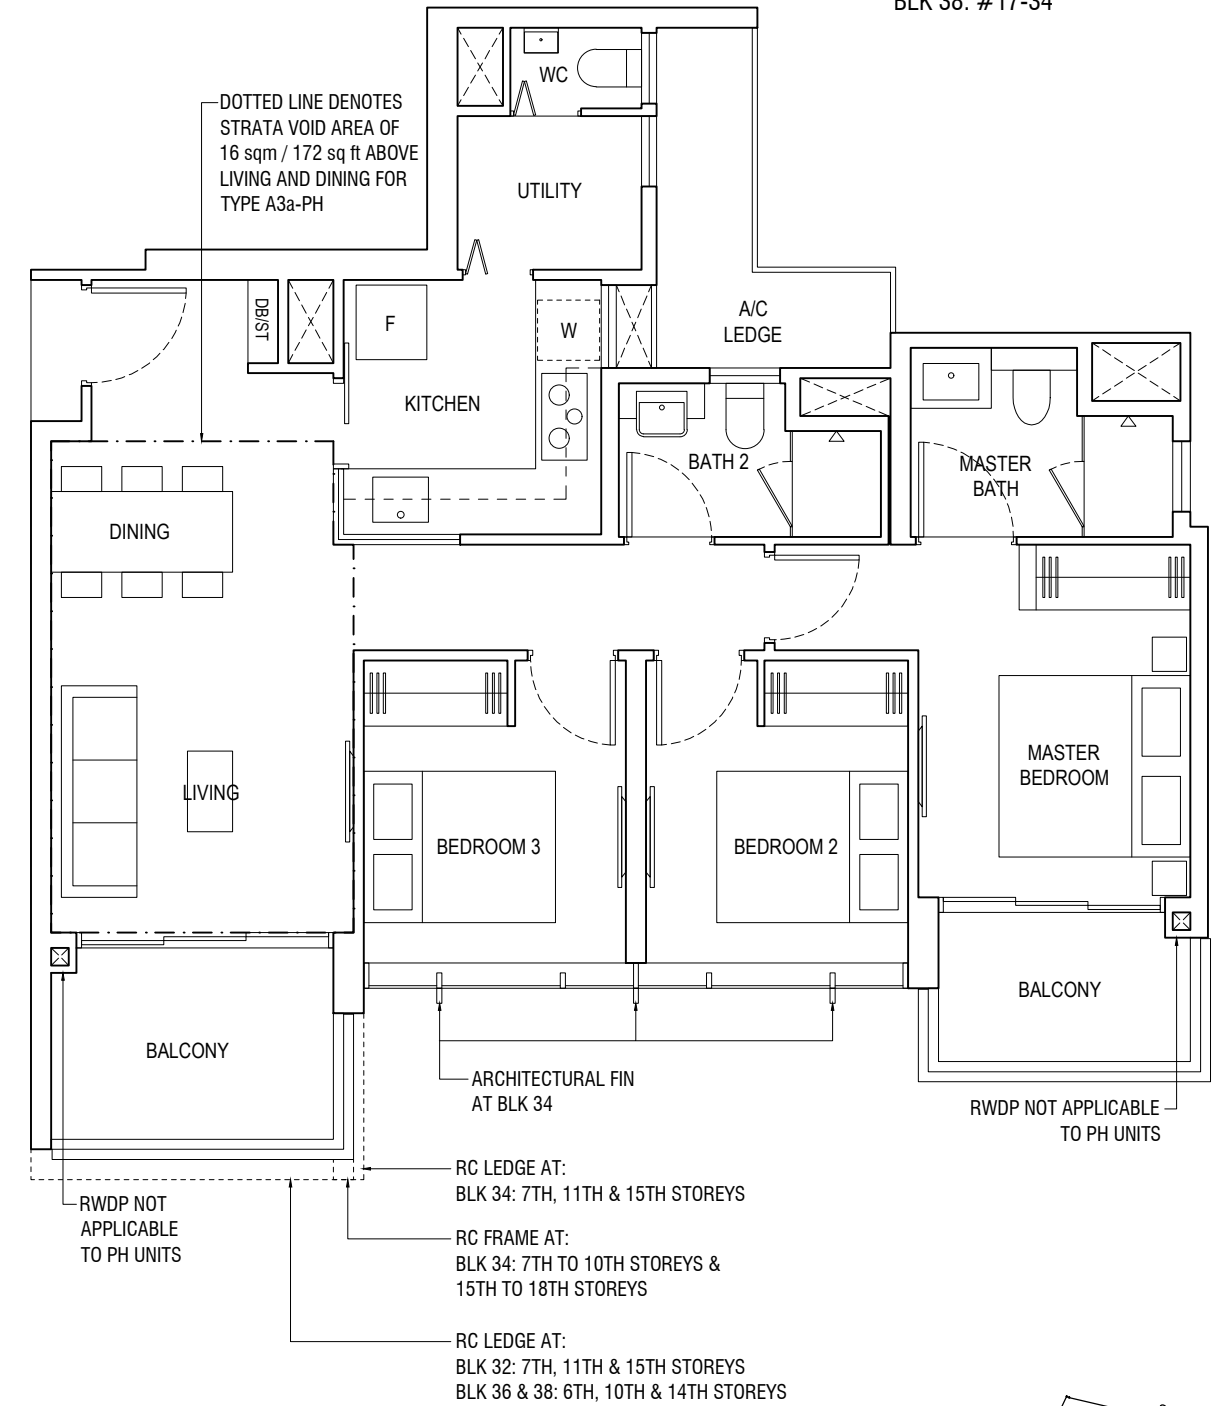 BLK 38: #17-34
WC
DOTTED LINE DENOTES
STRATA VOID AREA OF
16 sqm / 172 sq ft ABOVE
LIVING AND DINING FOR
TYPE A3a-PH
UTILITY
DB/ST
F
W
A/C
LEDGE
KITCHEN
BATH 2
MASTER
BATH
DINING
LIVING
MASTER
BEDROOM
BEDROOM 3
BEDROOM 2
BALCONY
BALCONY
ARCHITECTURAL FIN
AT BLK 34
RWDP NOT APPLICABLE
TO PH UNITS
RC LEDGE AT:
BLK 34: 7TH, 11TH & 15TH STOREYS
RWDP NOT
APPLICABLE
TO PH UNITS
RC FRAME AT:
BLK 34: 7TH TO 10TH STOREYS &
15TH TO 18TH STOREYS
RC LEDGE AT:
BLK 32: 7TH, 11TH & 15TH STOREYS
BLK 36 & 38: 6TH, 10TH & 14TH STOREYS